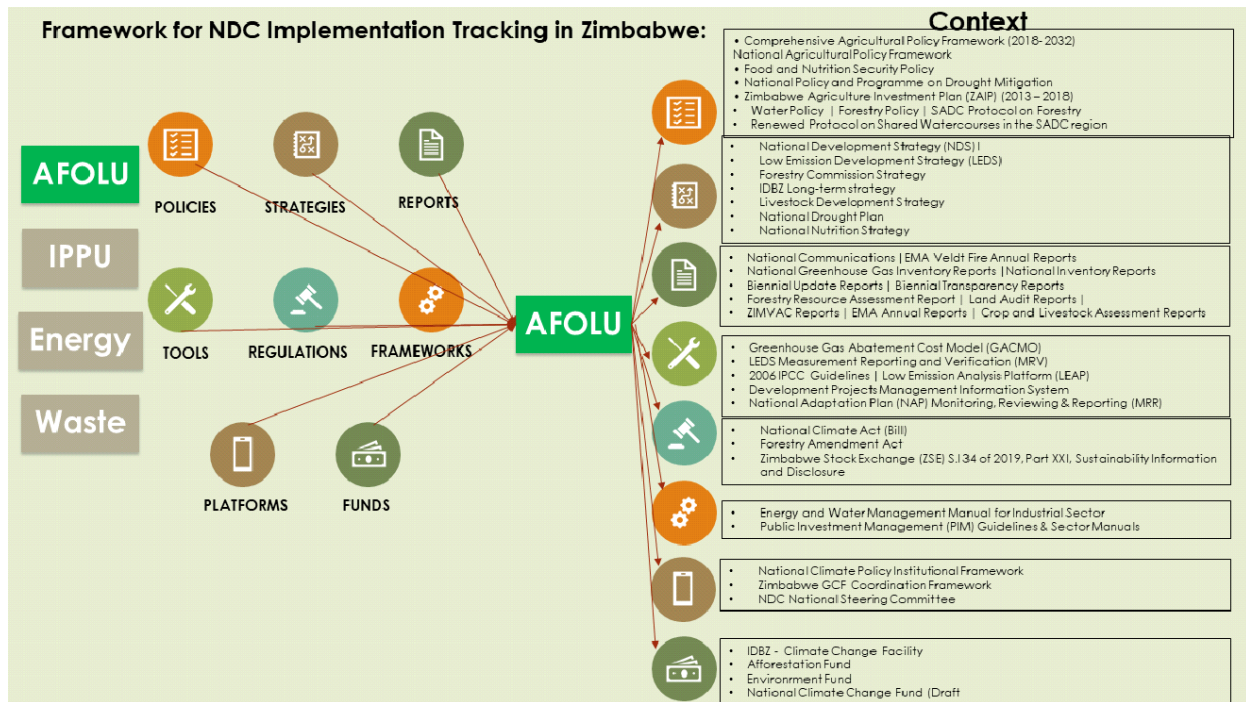 Framework for NDC Implementation Tracking in Zimbabwe:
Context
AFOLU
IPPU
Energy
Waste
POLICIES
STRATEGIES
REPORTS
TOOLS
REGULATIONS
FRAMEWORKS
PLATFORMS
FUNDS
AFOLU
• Comprehensive Agricultural Policy Framework (2018-2032)
National Agricultural Policy Framework
• Food and Nutrition Security Policy
• National Policy and Programme on Drought Mitigation
• Zimbabwe Agriculture Investment Plan (ZAIP) (2013 – 2018)
• Water Policy | Forestry Policy | SADC Protocol on Forestry
• Renewed Protocol on Shared Watercourses in the SADC region
• National Development Strategy (NDS) I
• Low Emission Development Strategy (LEDS)
• Forestry Commission Strategy
• IDBZ Long-term strategy
• Livestock Development Strategy
• National Drought Plan
• National Nutrition Strategy
• National Communications | EMA Veldt Fire Annual Reports
• National Greenhouse Gas Inventory Reports | National Inventory Reports
• Biennial Update Reports | Biennial Transparency Reports
• Forestry Resource Assessment Report | Land Audit Reports |
• ZIMVAC Reports | EMA Annual Reports | Crop and Livestock Assessment Reports
• Greenhouse Gas Abatement Cost Model (GACMO)
• LEDS Measurement Reporting and Verification (MRV)
• 2006 IPCC Guidelines | Low Emission Analysis Platform (LEAP)
• Development Projects Management Information System
• National Adaptation Plan (NAP) Monitoring, Reviewing & Reporting (MRR)
• National Climate Act (Bill)
• Forestry Amendment Act
• Zimbabwe Stock Exchange (ZSE) S.I 34 of 2019, Part XXI, Sustainability Information
and Disclosure
• Energy and Water Management Manual for Industrial Sector
• Public Investment Management (PIM) Guidelines & Sector Manuals
• National Climate Policy Institutional Framework
• Zimbabwe GCF Coordination Framework
• NDC National Steering Committee
• IDBZ - Climate Change Facility
• Afforestation Fund
• Environment Fund
• National Climate Change Fund (Draft